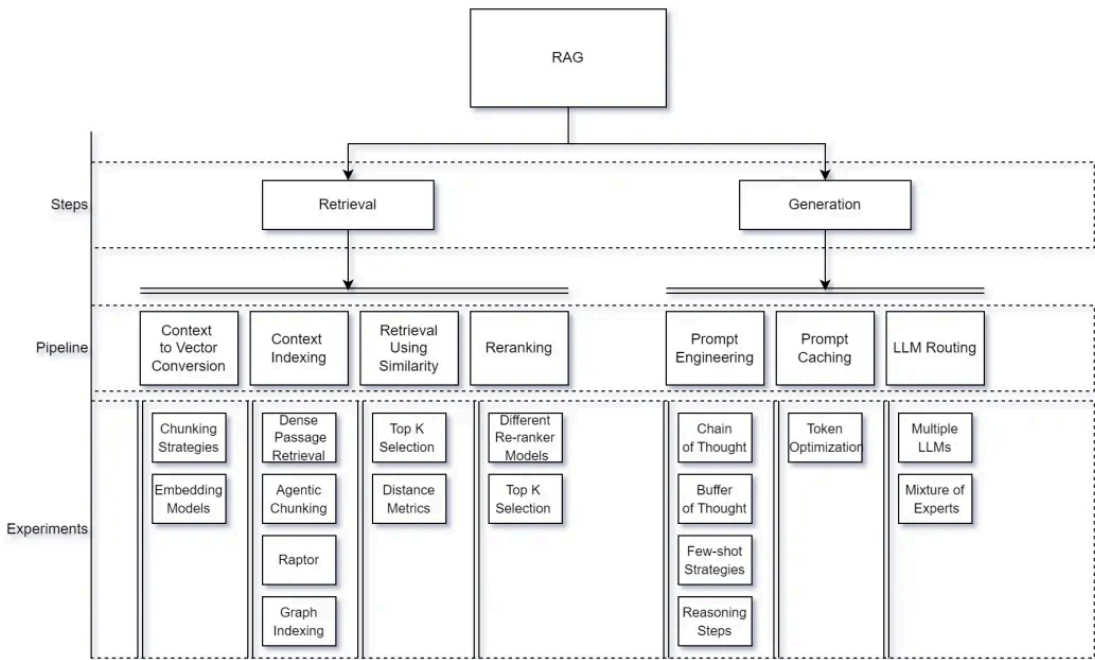 RAG
Steps
Retrieval
Generation
Pipeline
Context
to Vector
Conversion
Context
Indexing
Retrieval
Using
Similarity
Reranking
Prompt
Engineering
Prompt
Caching
LLM Routing
Experiments
Chunking
Strategies
Embedding
Models
Dense
Passage
Retrieval
Agentic
Chunking
Raptor
Graph
Indexing
Top K
Selection
Distance
Metrics
Different
Re-ranker
Models
Top K
Selection
Chain
of Thought
Buffer
of Thought
Few-shot
Strategies
Reasoning
Steps
Token
Optimization
Multiple
LLMs
Mixture of
Experts